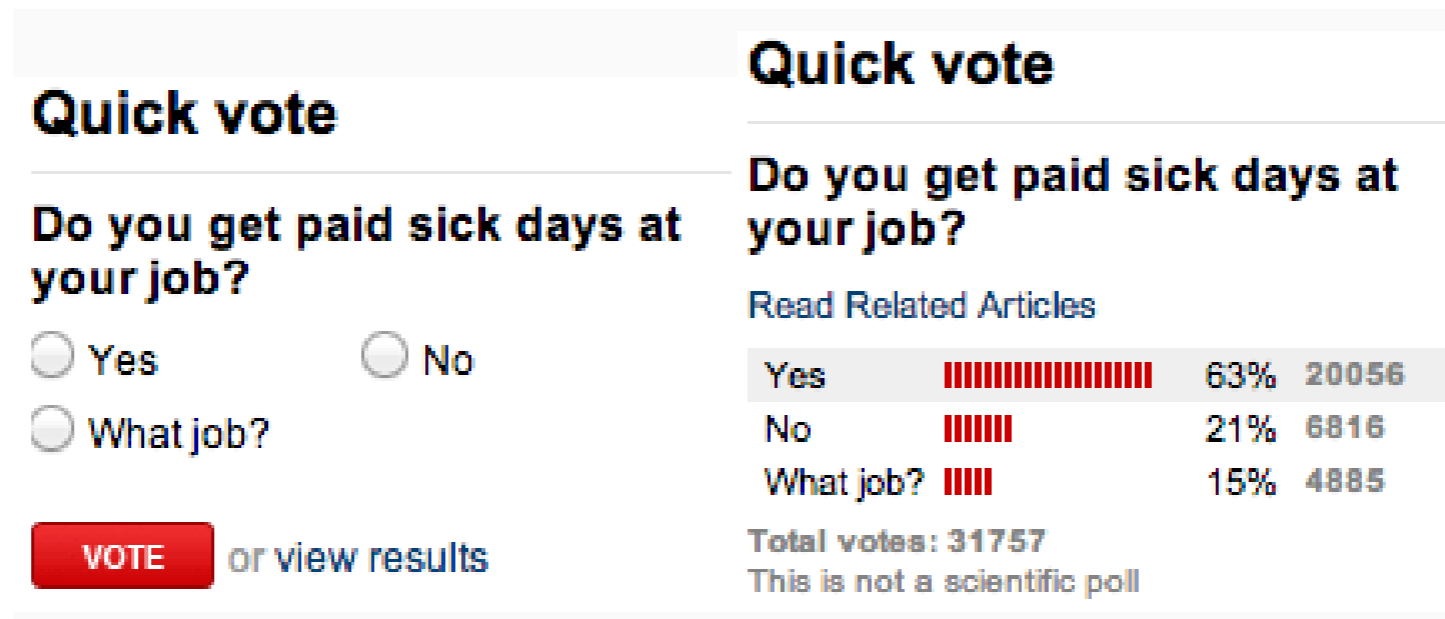 Quick vote
Do you get paid sick days at
your job?
Yes No
What job?
VOTE or view results
Quick vote
Do you get paid sick days at
your job?
Read Related Articles
Yes 63% 20056
No 21% 6816
What job? 15% 4885
Total votes: 31757
This is not a scientific poll